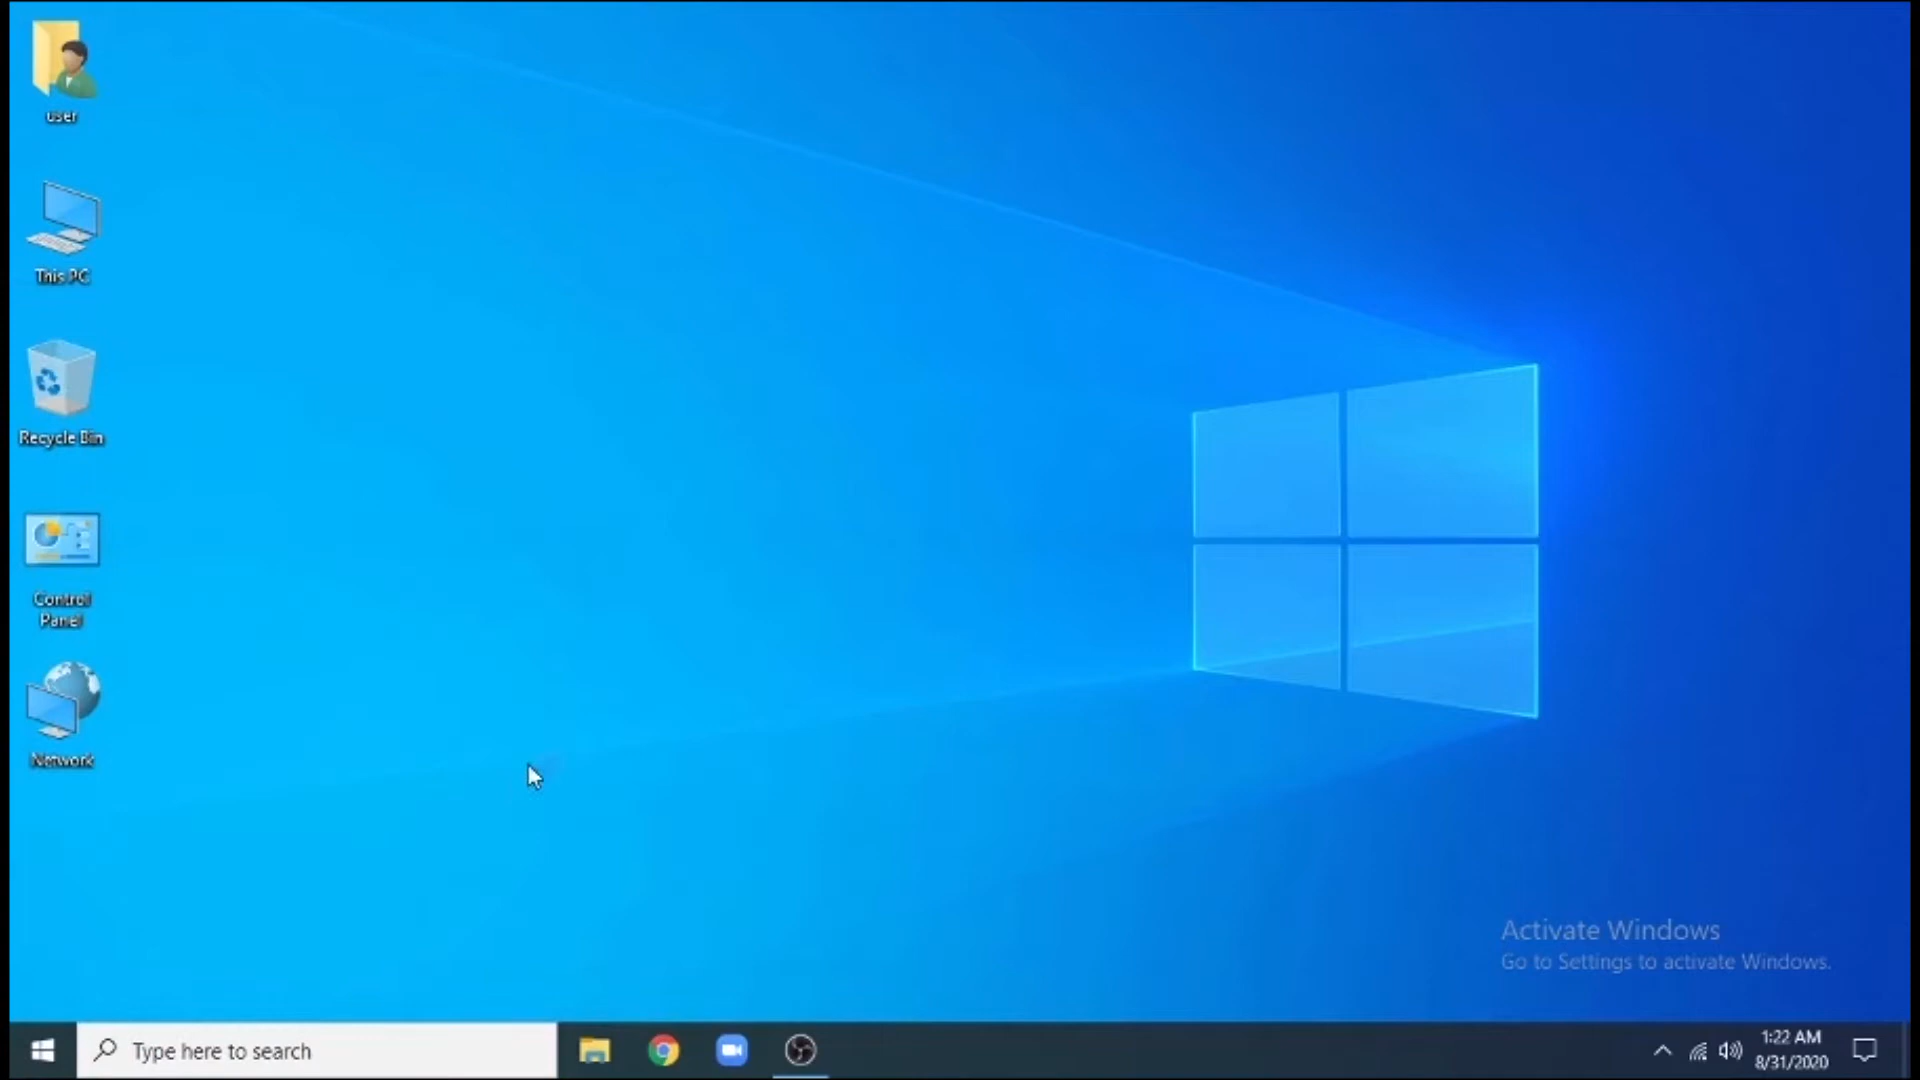 user
This PC
Recycle Bin
Control
Panel
Network
Activate Windows
Go to Settings to activate Windows.
Type here to search
1:22 AM
8/31/2020